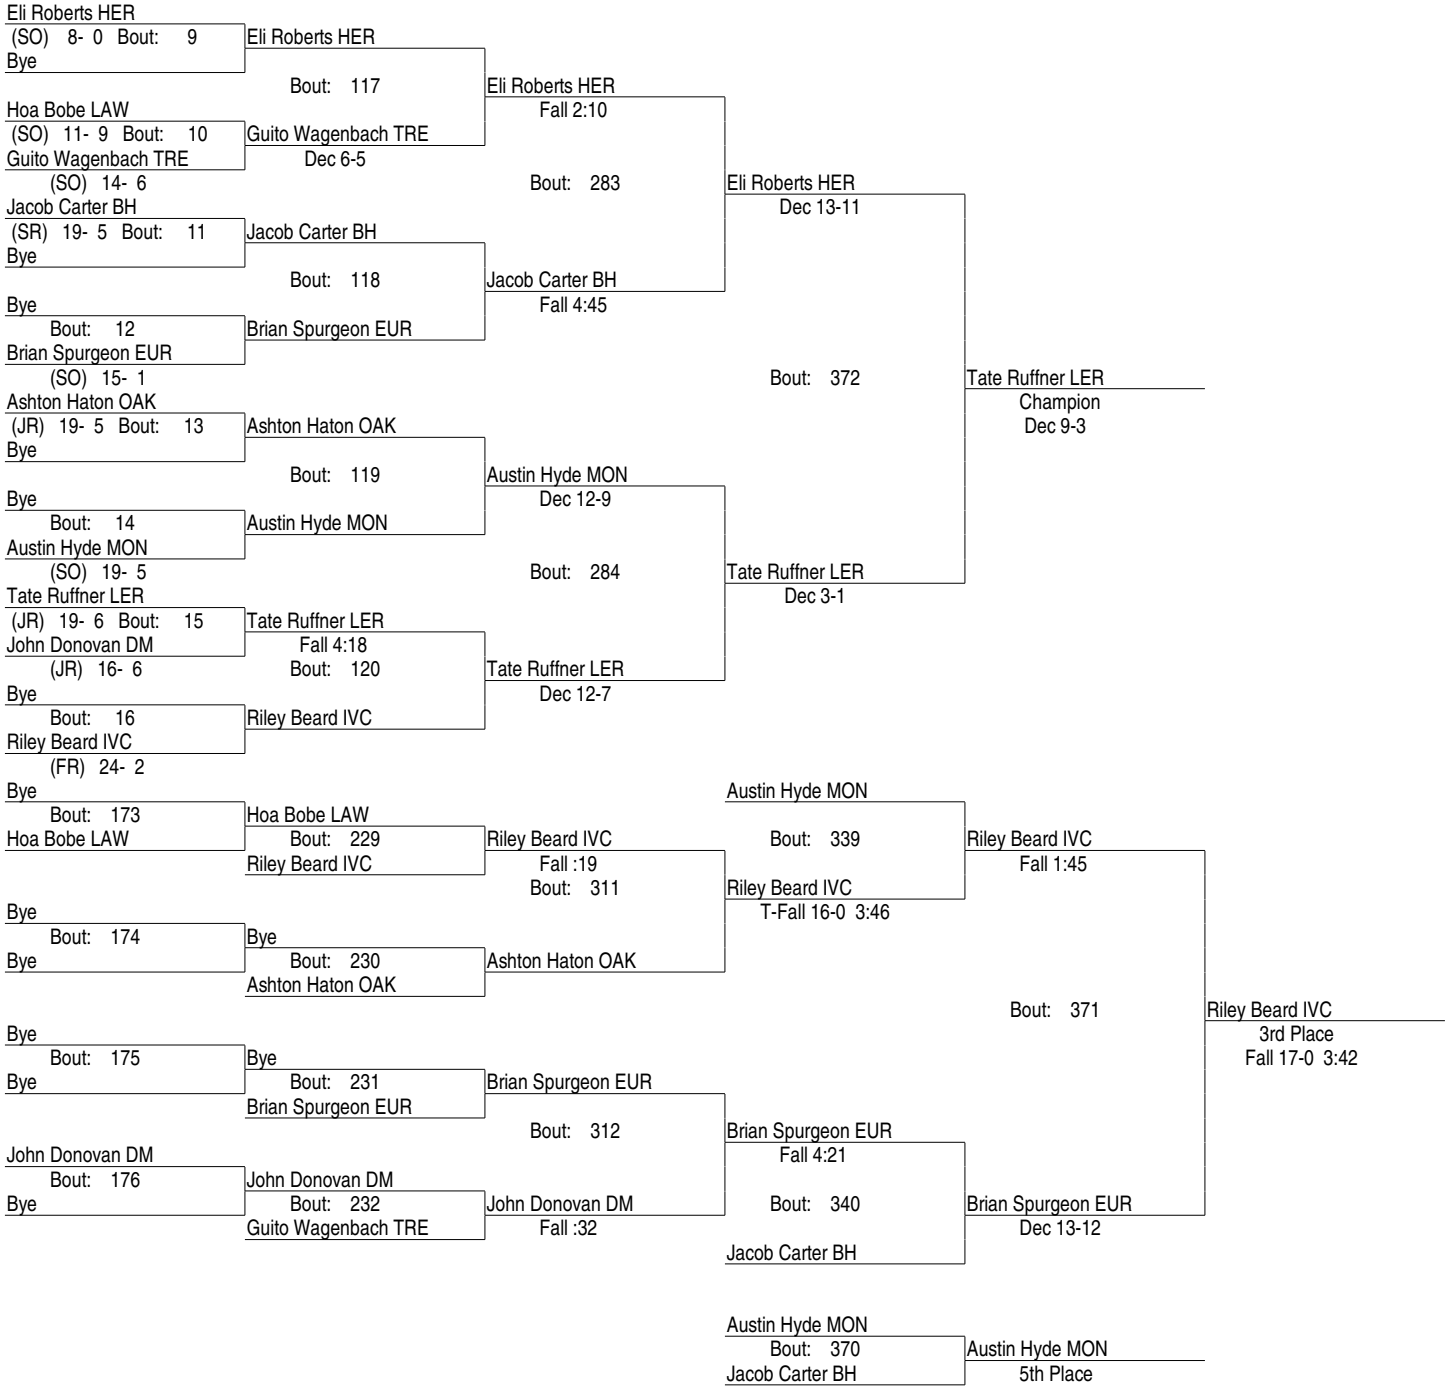 Eli Roberts HER
(SO) 8- 0 Bout: 9 Eli Roberts HER
Bye
Bout: 117 Eli Roberts HER
Hoa Bobe LAW Fall 2:10
(SO) 11- 9 Bout: 10 Guito Wagenbach TRE
Guito Wagenbach TRE Dec 6-5
(SO) 14- 6 Bout: 283 Eli Roberts HER
Jacob Carter BH Dec 13-11
(SR) 19- 5 Bout: 11 Jacob Carter BH
Bye
Bout: 118 Jacob Carter BH
Bye Fall 4:45
Bout: 12 Brian Spurgeon EUR
Brian Spurgeon EUR
(SO) 15- 1 Bout: 372 Tate Ruffner LER
Ashton Haton OAK Champion
(JR) 19- 5 Bout: 13 Ashton Haton OAK Dec 9-3
Bye
Bout: 119 Austin Hyde MON
Bye Dec 12-9
Bout: 14 Austin Hyde MON
Austin Hyde MON
(SO) 19- 5 Bout: 284 Tate Ruffner LER
Tate Ruffner LER Dec 3-1
(JR) 19- 6 Bout: 15 Tate Ruffner LER
John Donovan DM Fall 4:18
(JR) 16- 6 Bout: 120 Tate Ruffner LER
Bye Dec 12-7
Bout: 16 Riley Beard IVC
Riley Beard IVC
(FR) 24- 2
Bye Austin Hyde MON
Bout: 173 Hoa Bobe LAW
Hoa Bobe LAW Bout: 229 Riley Beard IVC Bout: 339 Riley Beard IVC
Riley Beard IVC Fall :19 Fall 1:45
Bout: 311 Riley Beard IVC
Bye T-Fall 16-0 3:46
Bout: 174 Bye
Bye Bout: 230 Ashton Haton OAK
Ashton Haton OAK
Bout: 371 Riley Beard IVC
Bye 3rd Place
Bout: 175 Bye Fall 17-0 3:42
Bye Bout: 231 Brian Spurgeon EUR
Brian Spurgeon EUR
Bout: 312 Brian Spurgeon EUR
John Donovan DM Fall 4:21
Bout: 176 John Donovan DM
Bye Bout: 232 John Donovan DM Bout: 340 Brian Spurgeon EUR
Guito Wagenbach TRE Fall :32 Dec 13-12
Jacob Carter BH
Austin Hyde MON
Bout: 370 Austin Hyde MON
Jacob Carter BH 5th Place